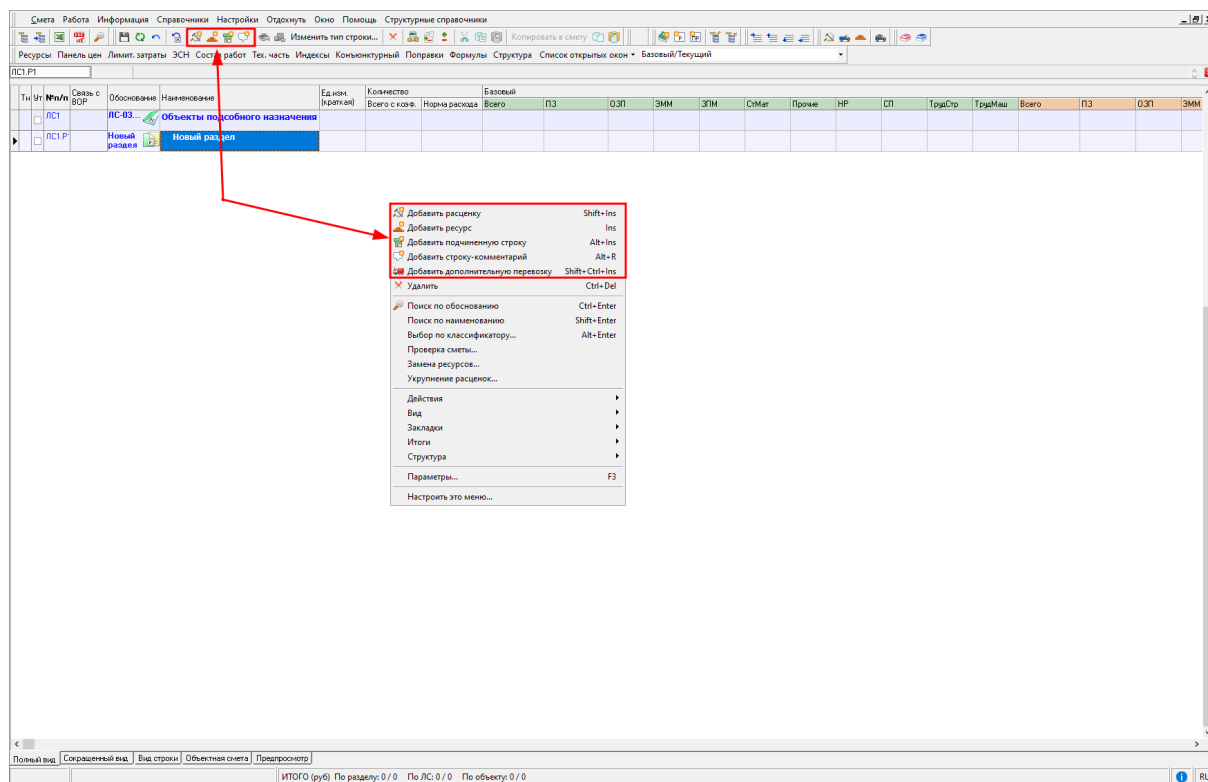 Смета Работа Информация Справочники Настройки Отдохнуть Окно Помощь Структурные справочники
Изменить тип строки... Копировать в смету
Ресурсы Панель цен Лимит. затраты ЭСН Состав работ Тех. часть Индексы Конъюнктурный Поправки Формулы Структура Список открытых окон Базовый/Текущий
ЛС1.Р1
Ти Чт №п/п Связь с ВОР Обоснование Наименование Ед.изм. (краткая) Количество Базовый
Всего с коэф. Норма расхода Всего ПЗ ОЗП ЭММ ЗПМ СтМат Прочие НР СП ТрудСтр ТрудМаш Всего ПЗ ОЗП ЭММ
ЛС1 ЛС-03... Объекты подсобного назначения
ЛС1.Р1 Новый раздел Новый раздел
Добавить расценку Shift+Ins
Добавить ресурс Ins
Добавить подчиненную строку Alt+Ins
Добавить строку-комментарий Alt+R
Добавить дополнительную перевозку Shift+Ctrl+Ins
Удалить Ctrl+Del
Поиск по обоснованию Ctrl+Enter
Поиск по наименованию Shift+Enter
Выбор по классификатору... Alt+Enter
Проверка сметы...
Замена ресурсов...
Укрупнение расценок...
Действия
Вид
Закладки
Итоги
Структура
Параметры... F3
Настроить это меню...
Полный вид Сокращенный вид Вид строки Объектная смета Предпросмотр
ИТОГО (руб) По разделу: 0 / 0 По ЛС: 0 / 0 По объекту: 0 / 0 RU